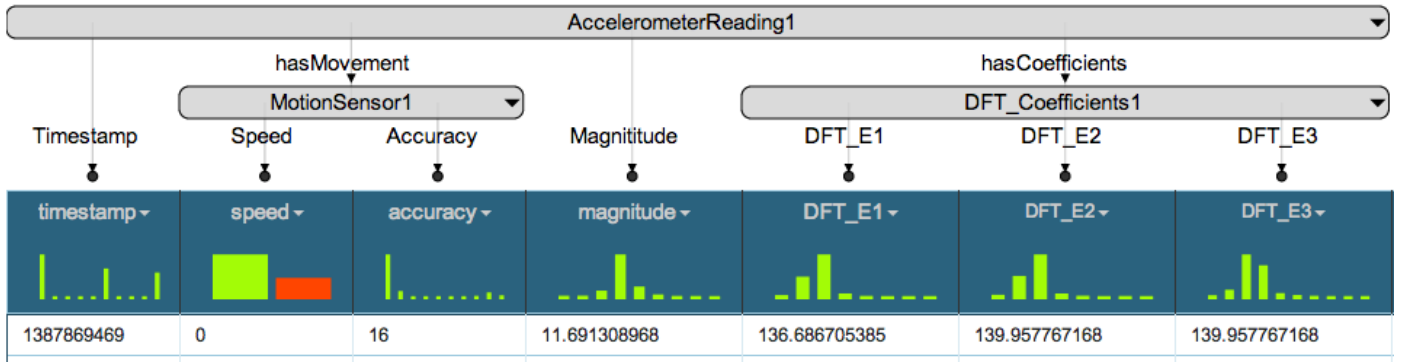 AccelerometerReading1
hasMovement hasCoefficients
MotionSensor1 DFT_Coefficients1
Timestamp Speed Accuracy Magnititude DFT_E1 DFT_E2 DFT_E3
timestamp speed accuracy magnitude DFT_E1 DFT_E2 DFT_E3
1387869469 0 16 11.691308968 136.686705385 139.957767168 139.957767168